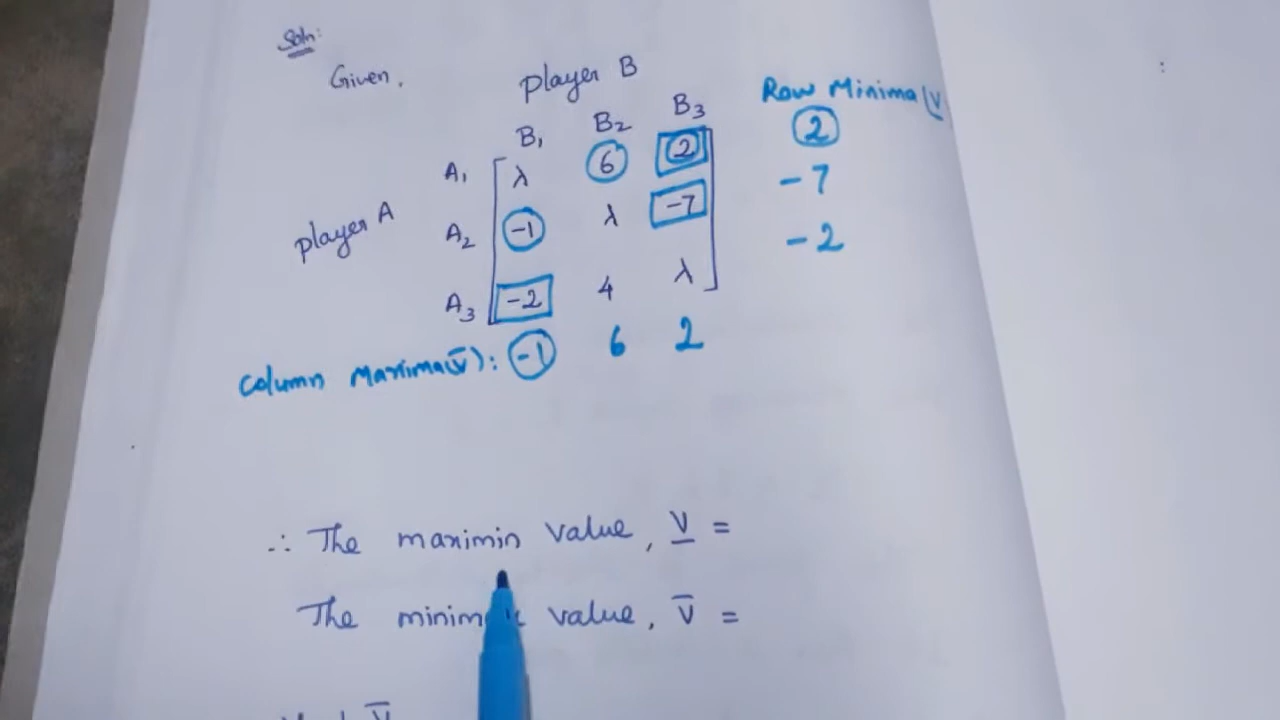 Soln:
Given,
Player B
Row Minima (v
B₁ B₂ B₃
A₁ λ 6 2 2
Player A
A₂ -1 λ -7 -7
A₃ -2 4 λ -2
Column Maxima(v̅): -1 6 2
∴ The maximin value, v̲ =
The minimax value, v̅ =